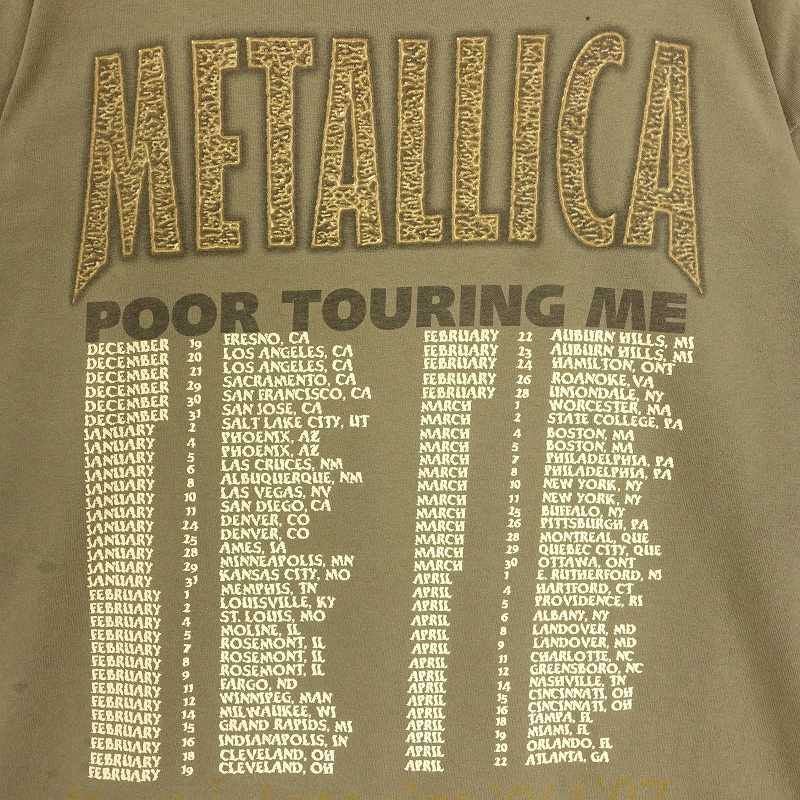 METALLICA
POOR TOURING ME
DECEMBER 19 FRESNO, CA
DECEMBER 20 LOS ANGELES, CA
DECEMBER 21 LOS ANGELES, CA
DECEMBER 29 SACRAMENTO, CA
DECEMBER 30 SAN FRANCISCO, CA
DECEMBER 31 SAN JOSE, CA
JANUARY 2 SALT LAKE CITY, UT
JANUARY 4 PHOENIX, AZ
JANUARY 5 PHOENIX, AZ
JANUARY 6 LAS CRUCES, NM
JANUARY 8 ALBUQUERQUE, NM
JANUARY 10 LAS VEGAS, NV
JANUARY 11 SAN DIEGO, CA
JANUARY 24 DENVER, CO
JANUARY 25 DENVER, CO
JANUARY 28 AMES, IA
JANUARY 29 MINNEAPOLIS, MN
JANUARY 31 KANSAS CITY, MO
FEBRUARY 1 MEMPHIS, TN
FEBRUARY 2 LOUISVILLE, KY
FEBRUARY 4 ST. LOUIS, MO
FEBRUARY 5 MOLINE, IL
FEBRUARY 7 ROSEMONT, IL
FEBRUARY 8 ROSEMONT, IL
FEBRUARY 9 ROSEMONT, IL
FEBRUARY 11 FARGO, ND
FEBRUARY 12 WINNIPEG, MAN
FEBRUARY 14 MILWAUKEE, WI
FEBRUARY 15 GRAND RAPIDS, MI
FEBRUARY 16 INDIANAPOLIS, IN
FEBRUARY 18 CLEVELAND, OH
FEBRUARY 19 CLEVELAND, OH
FEBRUARY 22 AUBURN HILLS, MI
FEBRUARY 23 AUBURN HILLS, MI
FEBRUARY 24 HAMILTON, ONT
FEBRUARY 26 ROANOKE, VA
FEBRUARY 28 UNIONDALE, NY
MARCH 1 WORCESTER, MA
MARCH 2 STATE COLLEGE, PA
MARCH 4 BOSTON, MA
MARCH 5 BOSTON, MA
MARCH 7 PHILADELPHIA, PA
MARCH 8 PHILADELPHIA, PA
MARCH 10 NEW YORK, NY
MARCH 11 NEW YORK, NY
MARCH 25 BUFFALO, NY
MARCH 26 PITTSBURGH, PA
MARCH 28 MONTREAL, QUE
MARCH 29 QUEBEC CITY, QUE
MARCH 30 OTTAWA, ONT
APRIL 1 E. RUTHERFORD, NJ
APRIL 4 HARTFORD, CT
APRIL 5 PROVIDENCE, RI
APRIL 6 ALBANY, NY
APRIL 8 LANDOVER, MD
APRIL 9 LANDOVER, MD
APRIL 11 CHARLOTTE, NC
APRIL 12 GREENSBORO, NC
APRIL 14 NASHVILLE, TN
APRIL 15 CINCINNATI, OH
APRIL 16 CINCINNATI, OH
APRIL 18 TAMPA, FL
APRIL 19 MIAMI, FL
APRIL 20 ORLANDO, FL
APRIL 22 ATLANTA, GA